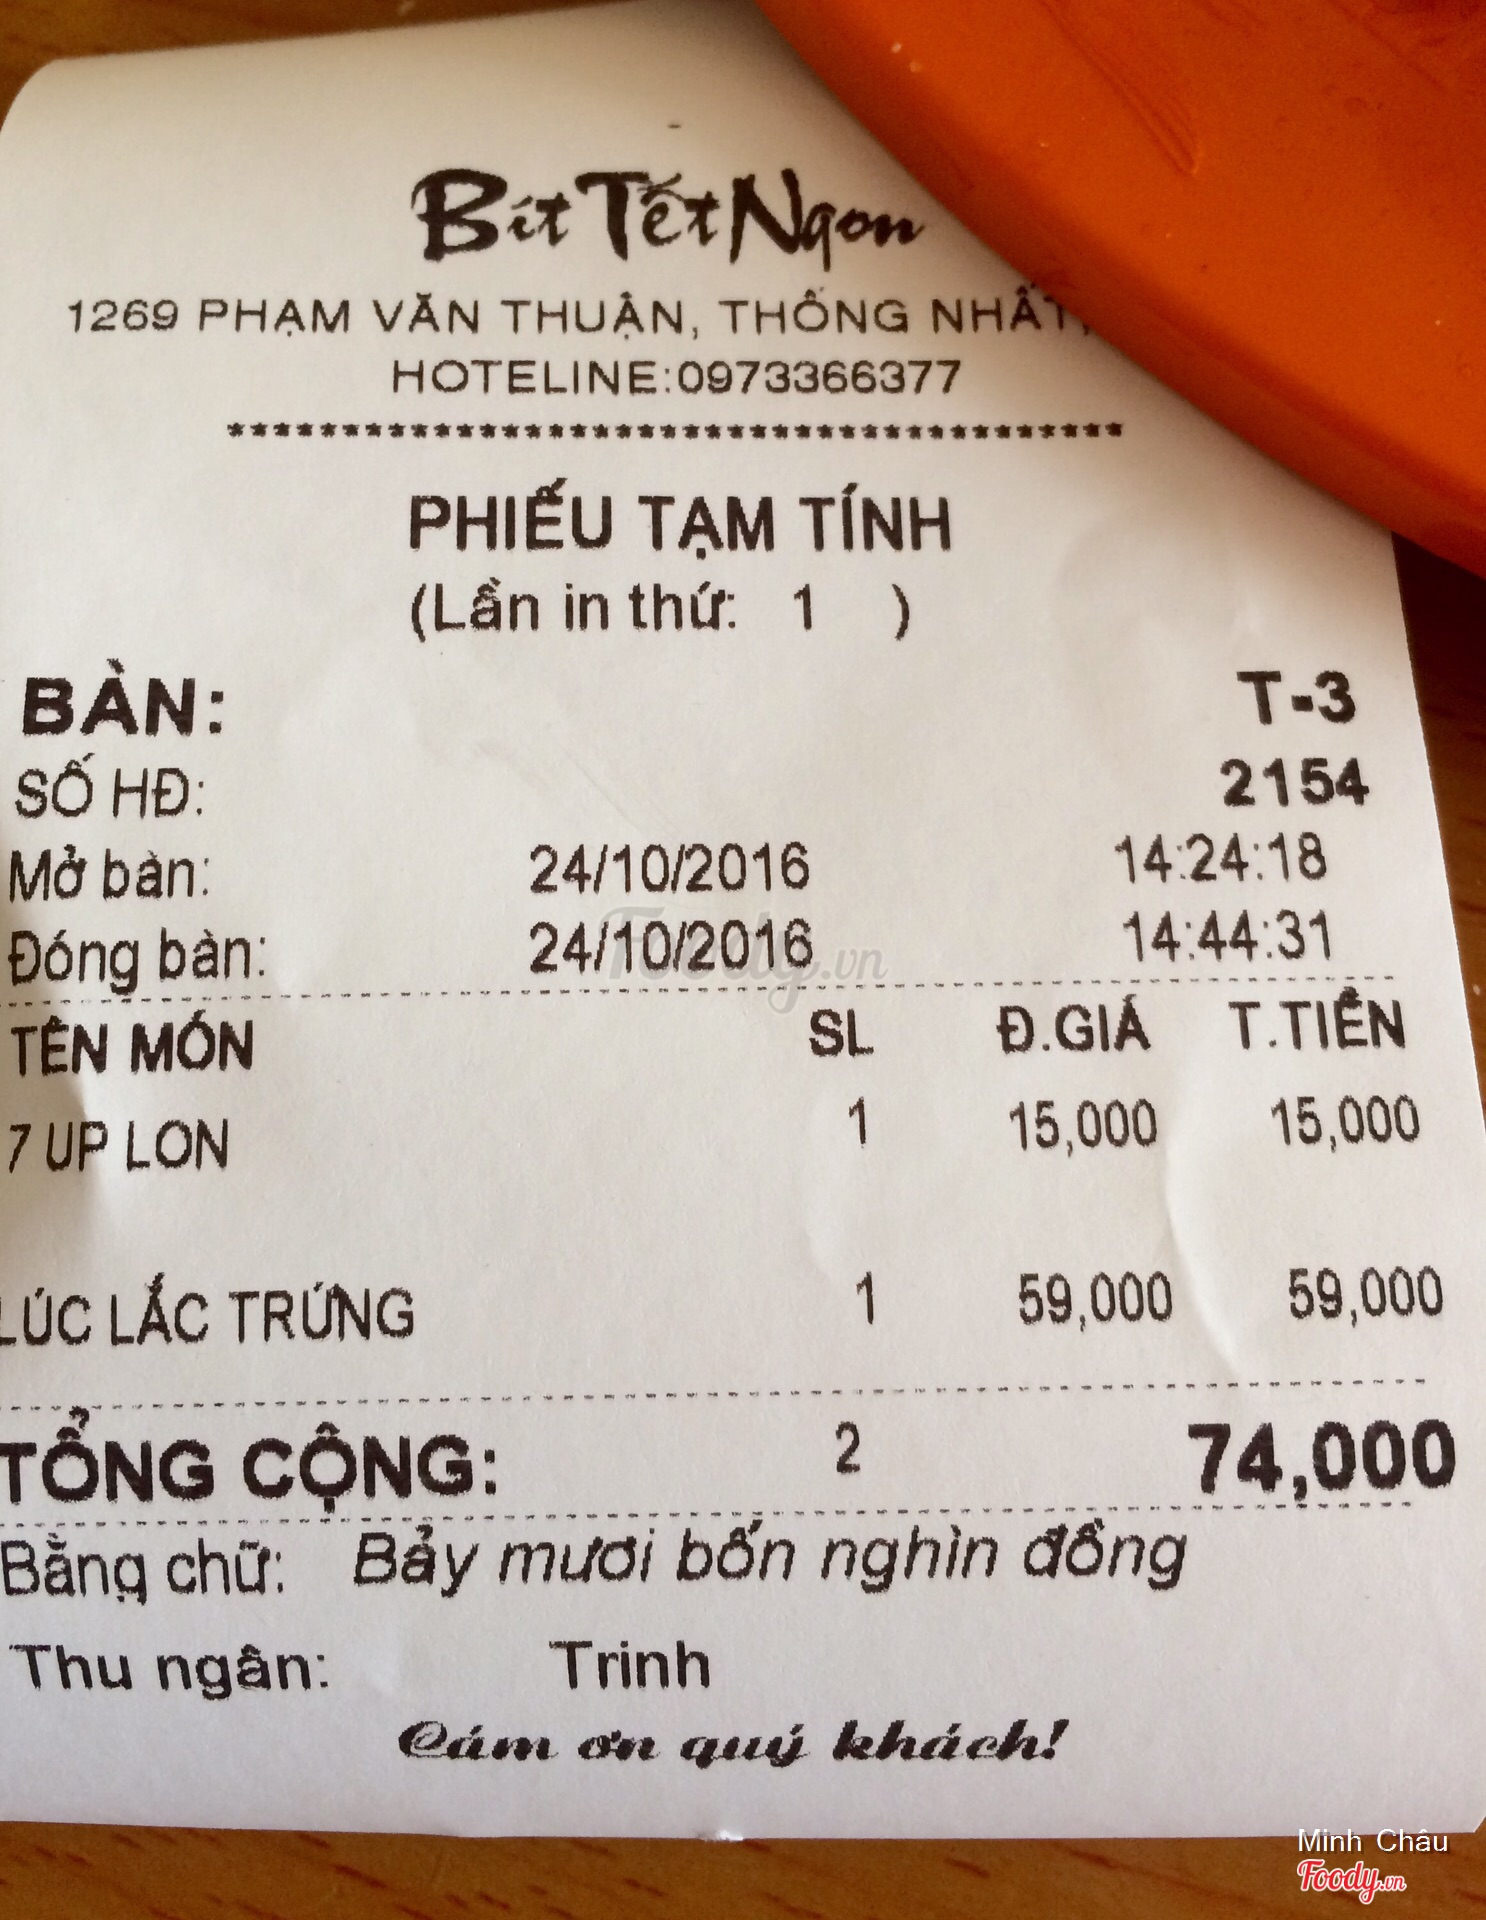 Bít Tết Ngon
1269 PHẠM VĂN THUẬN, THỐNG NHẤT,
HOTELINE:0973366377
**************************************
PHIẾU TẠM TÍNH
(Lần in thứ: 1 )
BÀN: T-3
SỐ HĐ: 2154
Mở bàn: 24/10/2016 14:24:18
Đóng bàn: 24/10/2016 14:44:31
TÊN MÓN SL Đ.GIÁ T.TIỀN
7 UP LON 1 15,000 15,000
LÚC LẮC TRỨNG 1 59,000 59,000
TỔNG CỘNG: 2 74,000
Bằng chữ: Bảy mươi bốn nghìn đồng
Thu ngân: Trinh
Cám ơn quý khách!
Foody.vn
Minh Châu
Foody.vn